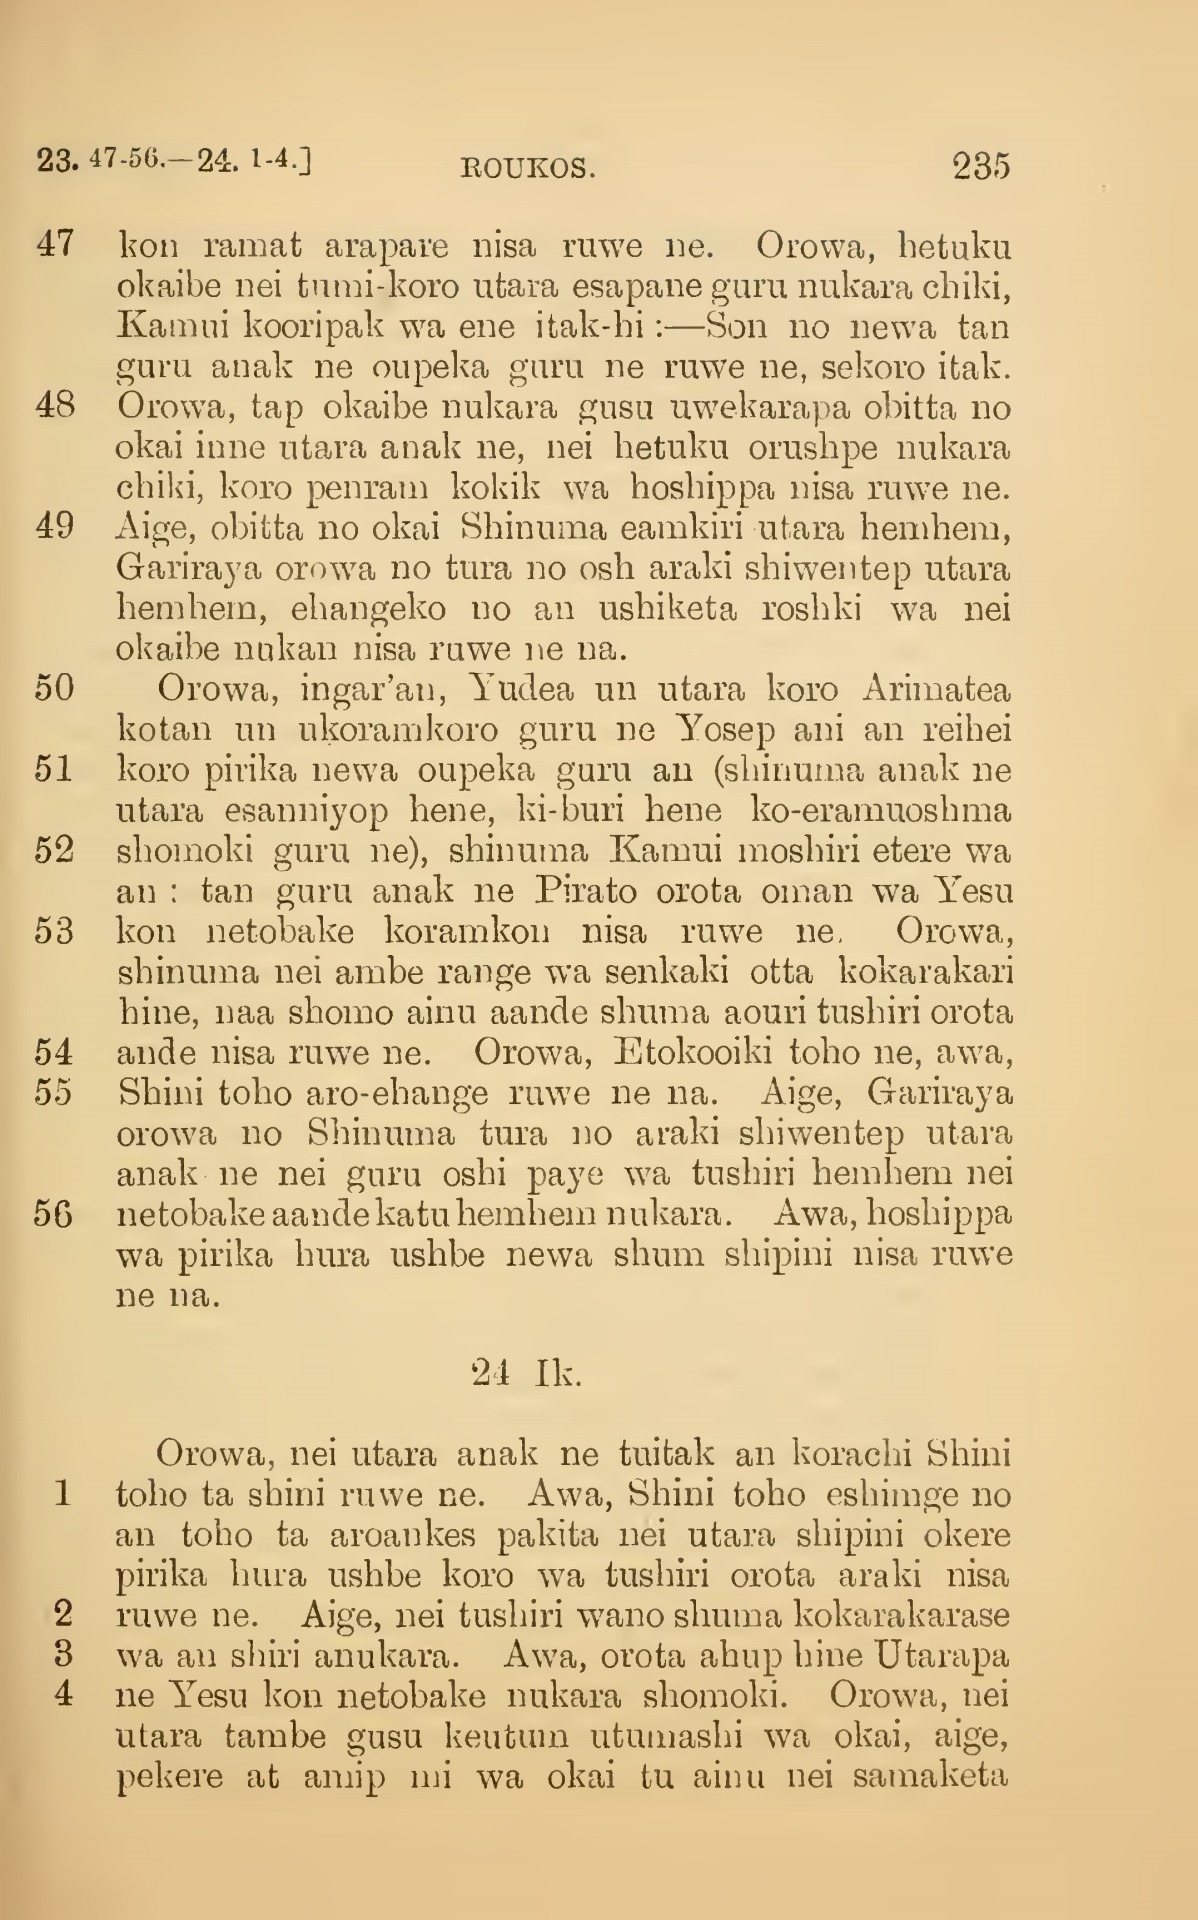 23. 47-56.—24. 1-4.] ROUKOS. 235
47 kon ramat arapare nisa ruwe ne. Orowa, hetuku
okaibe nei tumi-koro utara esapane guru nukara chiki,
Kamui kooripak wa ene itak-hi :—Son no newa tan
guru anak ne oupeka guru ne ruwe ne, sekoro itak.
48 Orowa, tap okaibe nukara gusu uwekarapa obitta no
okai inne utara anak ne, nei hetuku orushpe nukara
chiki, koro penram kokik wa hoshippa nisa ruwe ne.
49 Aige, obitta no okai Shinuma eamkiri utara hemhem,
Gariraya orowa no tura no osh araki shiwentep utara
hemhem, ehangeko no an ushiketa roshki wa nei
okaibe nukan nisa ruwe ne na.
50 Orowa, ingar'an, Yudea un utara koro Arimatea
kotan un ukoramkoro guru ne Yosep ani an reihei
51 koro pirika newa oupeka guru an (shinuma anak ne
utara esanniyop hene, ki-buri hene ko-eramuoshma
52 shomoki guru ne), shinuma Kamui moshiri etere wa
an : tan guru anak ne Pirato orota oman wa Yesu
53 kon netobake koramkon nisa ruwe ne. Orowa,
shinuma nei ambe range wa senkaki otta kokarakari
hine, naa shomo ainu aande shuma aouri tushiri orota
54 ande nisa ruwe ne. Orowa, Etokooiki toho ne, awa,
55 Shini toho aro-ehange ruwe ne na. Aige, Gariraya
orowa no Shinuma tura no araki shiwentep utara
anak ne nei guru oshi paye wa tushiri hemhem nei
56 netobake aande katu hemhem nukara. Awa, hoshippa
wa pirika hura ushbe newa shum shipini nisa ruwe
ne na.
24 Ik.
Orowa, nei utara anak ne tuitak an korachi Shini
1 toho ta shini ruwe ne. Awa, Shini toho eshimge no
an toho ta aroankes pakita nei utara shipini okere
pirika hura ushbe koro wa tushiri orota araki nisa
2 ruwe ne. Aige, nei tushiri wano shuma kokarakarase
3 wa an shiri anukara. Awa, orota ahup hine Utarapa
4 ne Yesu kon netobake nukara shomoki. Orowa, nei
utara tambe gusu keutum utumashi wa okai, aige,
pekere at amip mi wa okai tu ainu nei samaketa